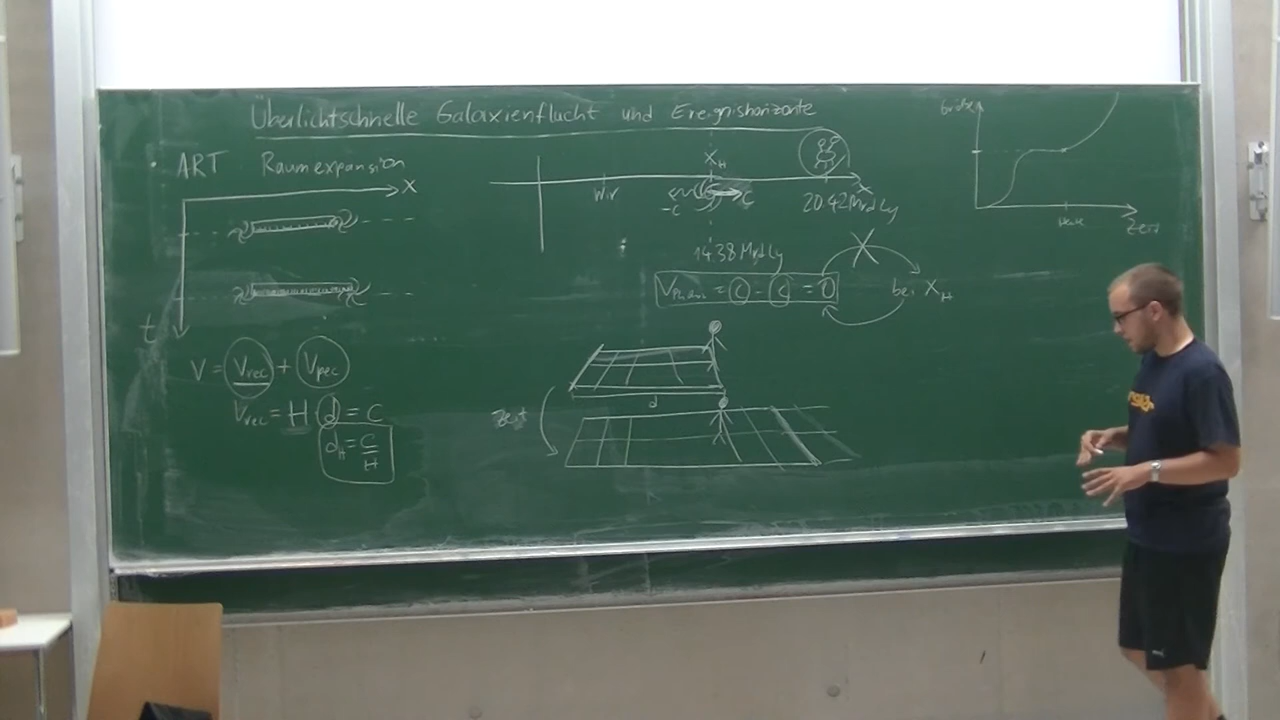 Überlichtschnelle Galaxienflucht und Ereignishorizonte
• ART Raumexpansion
x
t
V = Vrec + Vpec
Vrec = H d = C
dH = C/H
Wir
XH
-c
C
x
20.42 Mrd Ly
14.38 Mrd Ly
VPhoton = C - C = 0
bei XH
d
Zeit
Größe
Heute
Zeit